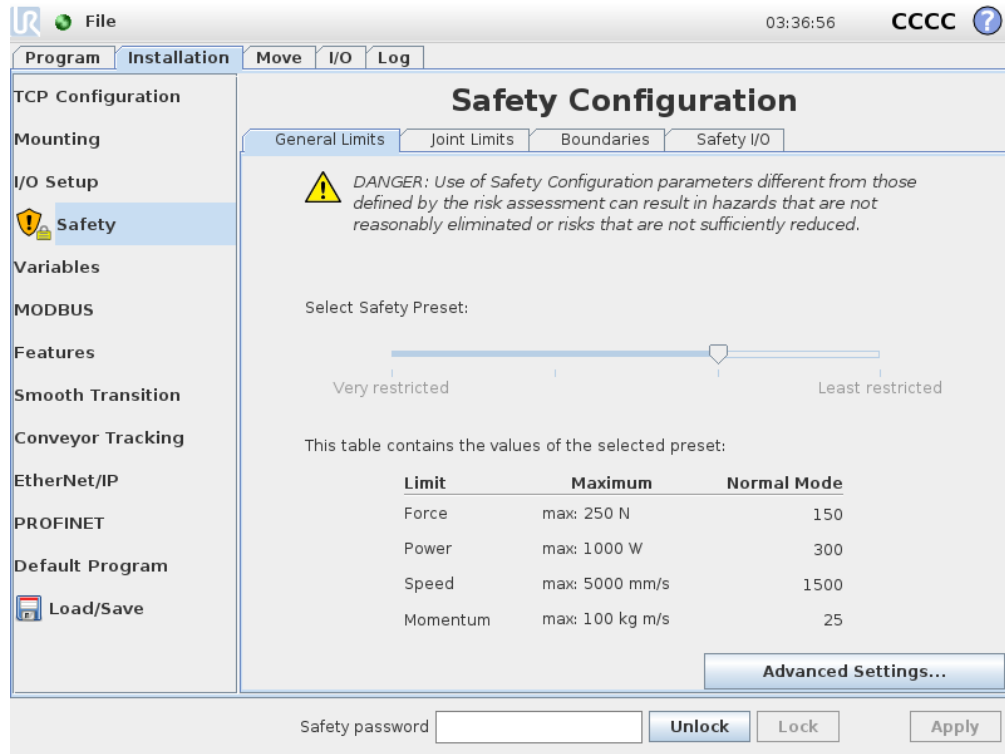 UR File 03:36:56 CCCC ?
Program Installation Move I/O Log
TCP Configuration
Mounting
I/O Setup
Safety
Variables
MODBUS
Features
Smooth Transition
Conveyor Tracking
EtherNet/IP
PROFINET
Default Program
Load/Save
Safety Configuration
General Limits Joint Limits Boundaries Safety I/O
DANGER: Use of Safety Configuration parameters different from those
defined by the risk assessment can result in hazards that are not
reasonably eliminated or risks that are not sufficiently reduced.
Select Safety Preset:
Very restricted Least restricted
This table contains the values of the selected preset:
Limit Maximum Normal Mode
Force max: 250 N 150
Power max: 1000 W 300
Speed max: 5000 mm/s 1500
Momentum max: 100 kg m/s 25
Advanced Settings...
Safety password Unlock Lock Apply